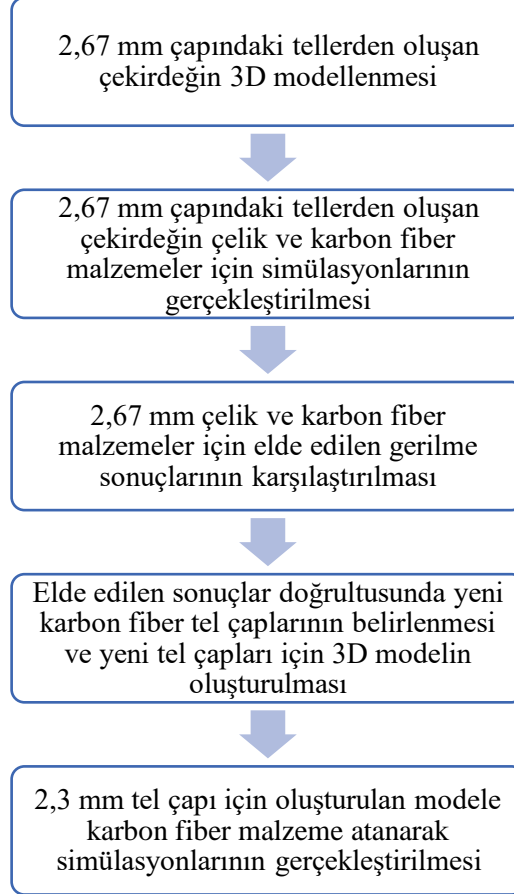 2,67 mm çapındaki tellerden oluşan
çekirdeğin 3D modellenmesi
2,67 mm çapındaki tellerden oluşan
çekirdeğin çelik ve karbon fiber
malzemeler için simülasyonlarının
gerçekleştirilmesi
2,67 mm çelik ve karbon fiber
malzemeler için elde edilen gerilme
sonuçlarının karşılaştırılması
Elde edilen sonuçlar doğrultusunda yeni
karbon fiber tel çaplarının belirlenmesi
ve yeni tel çapları için 3D modelin
oluşturulması
2,3 mm tel çapı için oluşturulan modele
karbon fiber malzeme atanarak
simülasyonlarının gerçekleştirilmesi